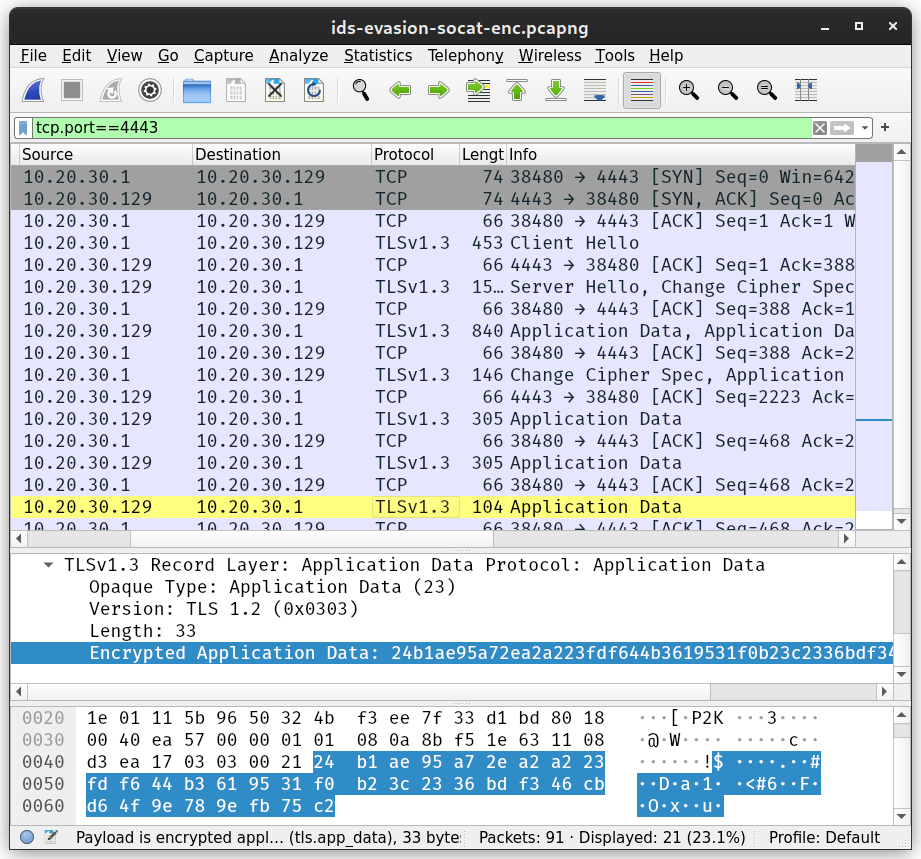 ids-evasion-socat-enc.pcapng
File Edit View Go Capture Analyze Statistics Telephony Wireless Tools Help
tcp.port==4443
Source Destination Protocol Lengt Info
10.20.30.1 10.20.30.129 TCP 74 38480 → 4443 [SYN] Seq=0 Win=642
10.20.30.129 10.20.30.1 TCP 74 4443 → 38480 [SYN, ACK] Seq=0 Ac
10.20.30.1 10.20.30.129 TCP 66 38480 → 4443 [ACK] Seq=1 Ack=1 W
10.20.30.1 10.20.30.129 TLSv1.3 453 Client Hello
10.20.30.129 10.20.30.1 TCP 66 4443 → 38480 [ACK] Seq=1 Ack=388
10.20.30.129 10.20.30.1 TLSv1.3 15… Server Hello, Change Cipher Spec
10.20.30.1 10.20.30.129 TCP 66 38480 → 4443 [ACK] Seq=388 Ack=1
10.20.30.129 10.20.30.1 TLSv1.3 840 Application Data, Application Da
10.20.30.1 10.20.30.129 TCP 66 38480 → 4443 [ACK] Seq=388 Ack=2
10.20.30.1 10.20.30.129 TLSv1.3 146 Change Cipher Spec, Application
10.20.30.129 10.20.30.1 TCP 66 4443 → 38480 [ACK] Seq=2223 Ack=
10.20.30.129 10.20.30.1 TLSv1.3 305 Application Data
10.20.30.1 10.20.30.129 TCP 66 38480 → 4443 [ACK] Seq=468 Ack=2
10.20.30.129 10.20.30.1 TLSv1.3 305 Application Data
10.20.30.1 10.20.30.129 TCP 66 38480 → 4443 [ACK] Seq=468 Ack=2
10.20.30.129 10.20.30.1 TLSv1.3 104 Application Data
10.20.30.1 10.20.30.129 TCP 66 38480 → 4443 [ACK] Seq=468 Ack=2
TLSv1.3 Record Layer: Application Data Protocol: Application Data
Opaque Type: Application Data (23)
Version: TLS 1.2 (0x0303)
Length: 33
Encrypted Application Data: 24b1ae95a72ea2a223fdf644b3619531f0b23c2336bdf34
0020 1e 01 11 5b 96 50 32 4b f3 ee 7f 33 d1 bd 80 18 ···[·P2K ···3····
0030 00 40 ea 57 00 00 01 01 08 0a 8b f5 1e 63 11 08 ·@·W···· ·····c··
0040 d3 ea 17 03 03 00 21 24 b1 ae 95 a7 2e a2 a2 23 ······!$ ····.··#
0050 fd f6 44 b3 61 95 31 f0 b2 3c 23 36 bd f3 46 cb ··D·a·1· ·<#6··F·
0060 d6 4f 9e 78 9e fb 75 c2 ·O·x··u·
Payload is encrypted appl… (tls.app_data), 33 byte Packets: 91 · Displayed: 21 (23.1%) Profile: Default